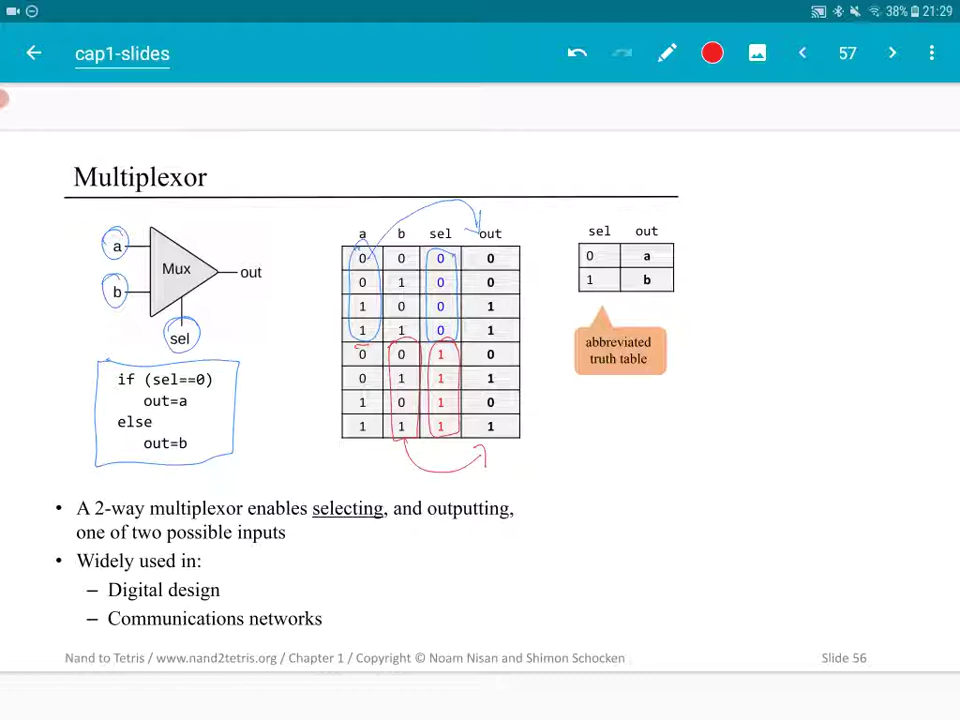 38% 21:29
cap1-slides
57
Multiplexor
a
b
Mux
out
sel
if (sel==0)
out=a
else
out=b
a b sel out
0 0 0 0
0 1 0 0
1 0 0 1
1 1 0 1
0 0 1 0
0 1 1 1
1 0 1 0
1 1 1 1
sel out
0 a
1 b
abbreviated
truth table
• A 2-way multiplexor enables selecting, and outputting,
one of two possible inputs
• Widely used in:
– Digital design
– Communications networks
Nand to Tetris / www.nand2tetris.org / Chapter 1 / Copyright © Noam Nisan and Shimon Schocken
Slide 56